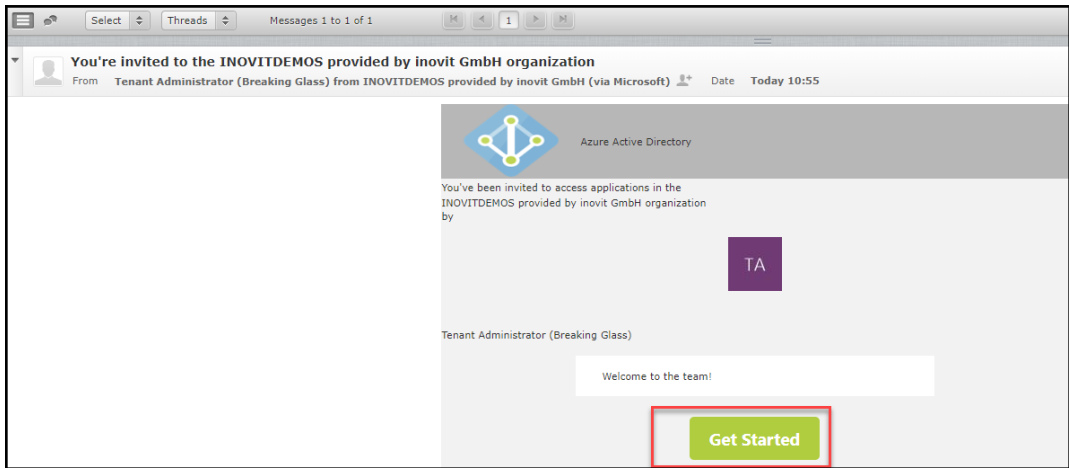 Select Threads Messages 1 to 1 of 1 1
You're invited to the INOVITDEMOS provided by inovit GmbH organization
From Tenant Administrator (Breaking Glass) from INOVITDEMOS provided by inovit GmbH (via Microsoft) Date Today 10:55
Azure Active Directory
You've been invited to access applications in the
INOVITDEMOS provided by inovit GmbH organization
by
TA
Tenant Administrator (Breaking Glass)
Welcome to the team!
Get Started